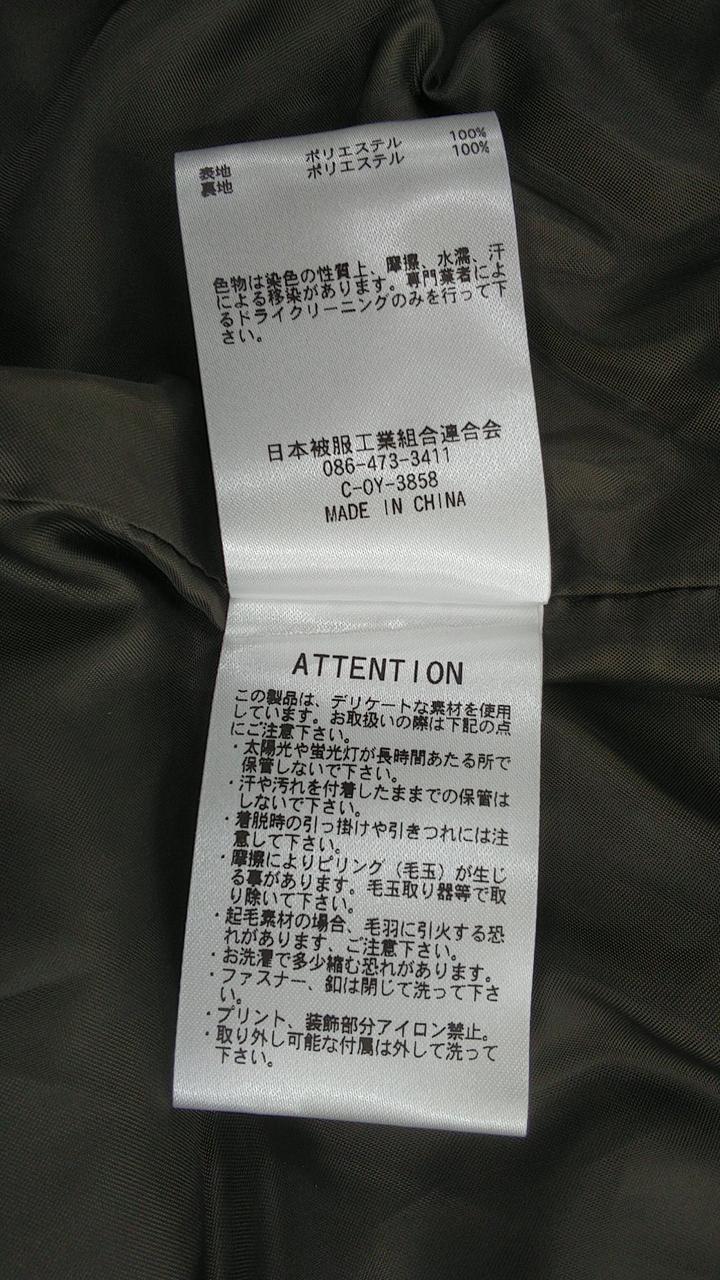 表地 ポリエステル 100%
裏地 ポリエステル 100%
色物は染色の性質上、摩擦、水濡、汗
による移染があります。専門業者によ
るドライクリーニングのみを行って下
さい。
日本被服工業組合連合会
086-473-3411
C-OY-3858
MADE IN CHINA
ATTENTION
この製品は、デリケートな素材を使用
しています。お取扱いの際は下記の点
にご注意下さい。
・太陽光や蛍光灯が長時間あたる所で
保管しないで下さい。
・汗や汚れを付着したままでの保管は
しないで下さい。
・着脱時の引っ掛けや引きつれには注
意して下さい。
・摩擦によりピリング（毛玉）が生じ
る事があります。毛玉取り器等で取
り除いて下さい。
・起毛素材の場合、毛羽に引火する恐
れがあります、ご注意下さい。
・お洗濯で多少縮む恐れがあります。
・ファスナー、釦は閉じて洗って下さ
い。
・プリント、装飾部分アイロン禁止。
・取り外し可能な付属は外して洗って
下さい。